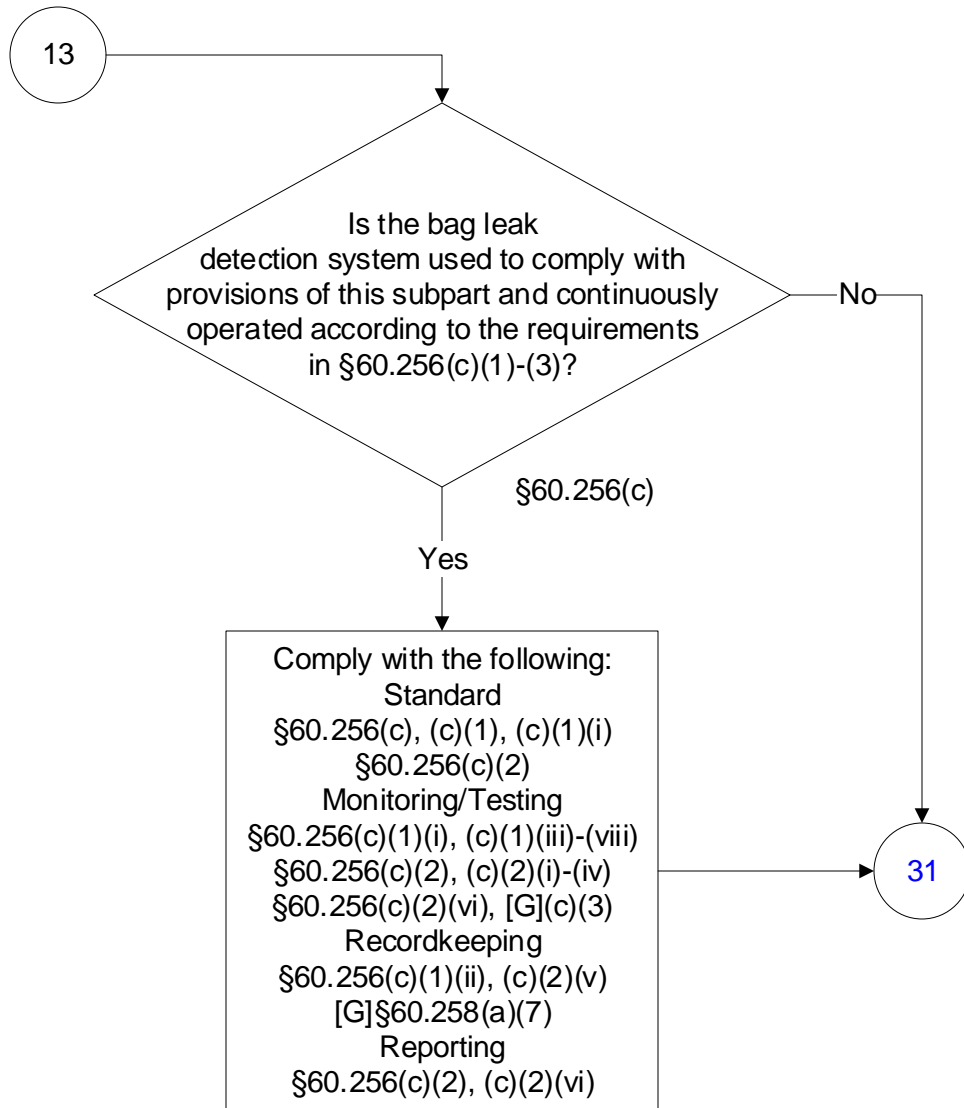 13
Is the bag leak
detection system used to comply with
provisions of this subpart and continuously
operated according to the requirements
in §60.256(c)(1)-(3)?
No
§60.256(c)
Yes
Comply with the following:
Standard
§60.256(c), (c)(1), (c)(1)(i)
§60.256(c)(2)
Monitoring/Testing
§60.256(c)(1)(i), (c)(1)(iii)-(viii)
§60.256(c)(2), (c)(2)(i)-(iv)
§60.256(c)(2)(vi), [G](c)(3)
Recordkeeping
§60.256(c)(1)(ii), (c)(2)(v)
[G]§60.258(a)(7)
Reporting
§60.256(c)(2), (c)(2)(vi)
31